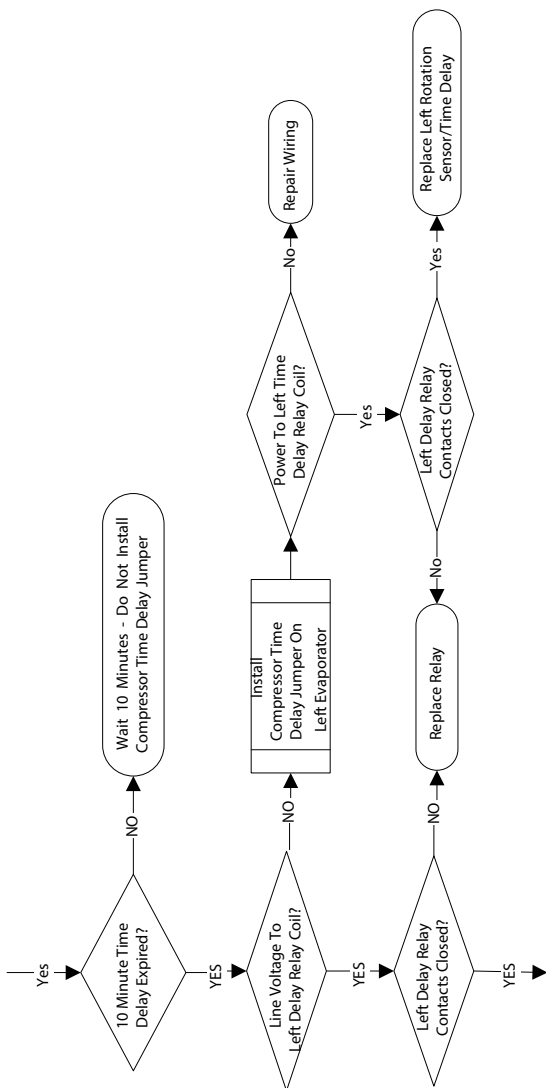 Yes
10 Minute Time
Delay Expired?
NO
Wait 10 Minutes - Do Not Install
Compressor Time Delay Jumper
YES
Line Voltage To
Left Delay Relay Coil?
NO
Install
Compressor Time
Delay Jumper On
Left Evaporator
Power To Left Time
Delay Relay Coil?
No
Repair Wiring
YES
Yes
Left Delay Relay
Contacts Closed?
NO
Replace Relay
No
Left Delay Relay
Contacts Closed?
Yes
Replace Left Rotation
Sensor/Time Delay
YES